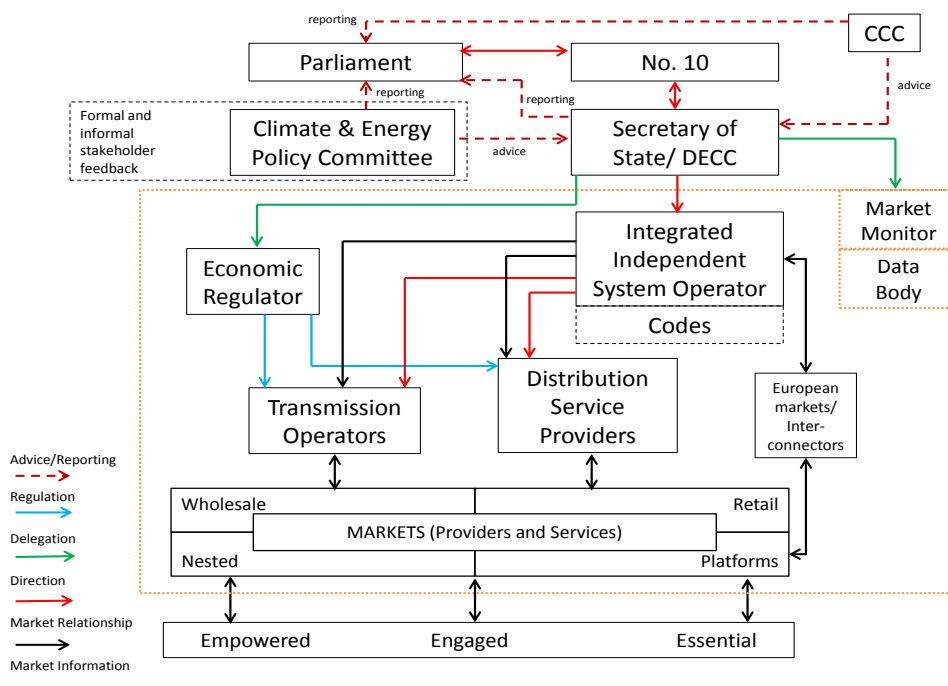 reporting
CCC
Parliament
No. 10
reporting
reporting
advice
Formal and
informal
stakeholder
feedback
Climate & Energy
Policy Committee
advice
Secretary of
State/ DECC
Market
Monitor
Data
Body
Economic
Regulator
Integrated
Independent
System Operator
Codes
Transmission
Operators
Distribution
Service
Providers
European
markets/
Inter-
connectors
Advice/Reporting
Regulation
Delegation
Direction
Market Relationship
Market Information
Wholesale
Retail
MARKETS (Providers and Services)
Nested
Platforms
Empowered
Engaged
Essential